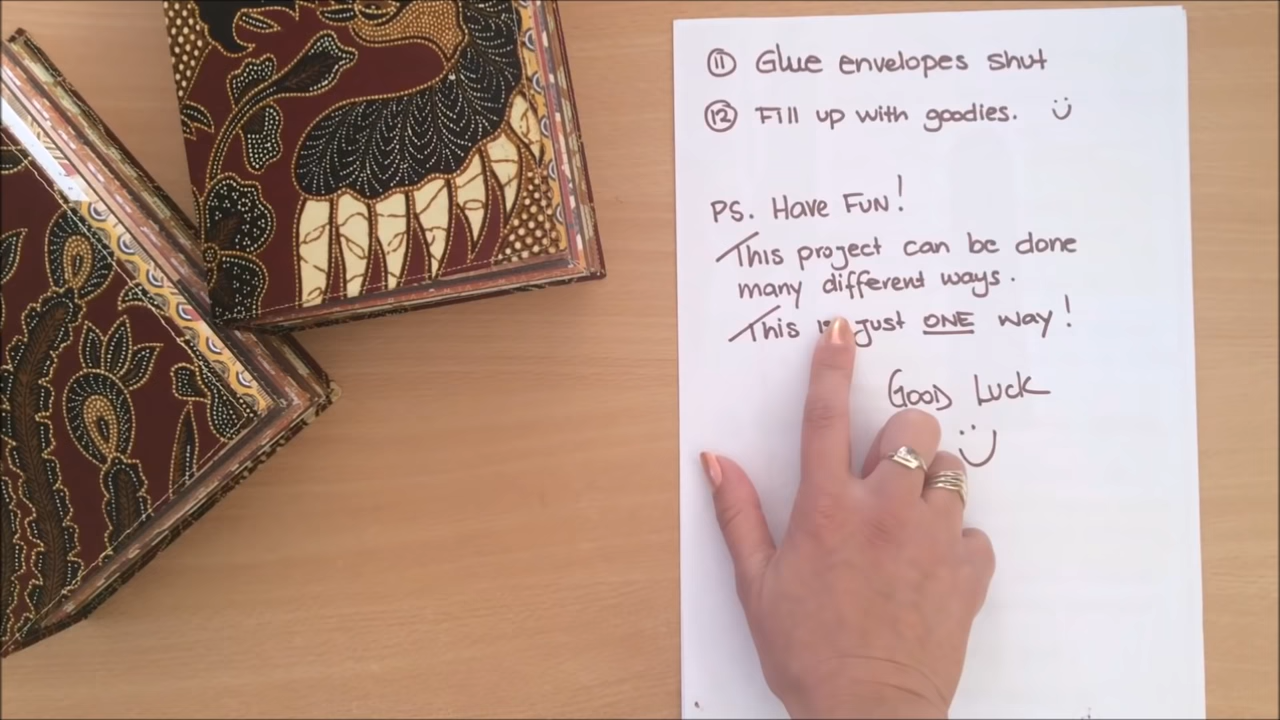 11 Glue envelopes shut
12 Fill up with goodies.
PS. Have FUN!
This project can be done
many different ways.
This just ONE way!
Good Luck